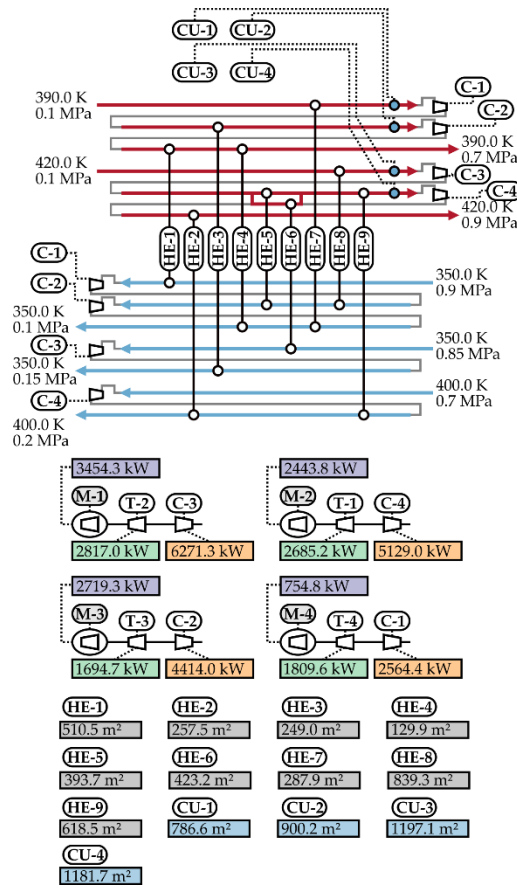 CU-1 CU-2
CU-3 CU-4
C-1
390.0 K
0.1 MPa
C-2
390.0 K
0.7 MPa
420.0 K
0.1 MPa
C-3
C-4
420.0 K
0.9 MPa
HE-1 HE-2 HE-3 HE-4 HE-5 HE-6 HE-7 HE-8 HE-9
C-1
350.0 K
0.9 MPa
C-2
350.0 K
0.1 MPa
C-3
350.0 K
0.85 MPa
350.0 K
0.15 MPa
400.0 K
0.7 MPa
C-4
400.0 K
0.2 MPa
3454.3 kW 2443.8 kW
M-1 T-2 C-3 M-2 T-1 C-4
2817.0 kW 6271.3 kW 2685.2 kW 5129.0 kW
2719.3 kW 754.8 kW
M-3 T-3 C-2 M-4 T-4 C-1
1694.7 kW 4414.0 kW 1809.6 kW 2564.4 kW
HE-1 HE-2 HE-3 HE-4
510.5 m² 257.5 m² 249.0 m² 129.9 m²
HE-5 HE-6 HE-7 HE-8
393.7 m² 423.2 m² 287.9 m² 839.3 m²
HE-9 CU-1 CU-2 CU-3
618.5 m² 786.6 m² 900.2 m² 1197.1 m²
CU-4
1181.7 m²